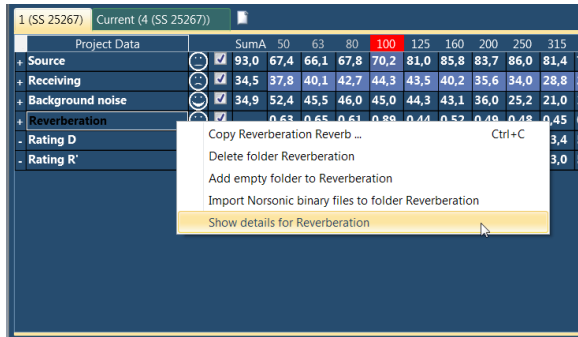 1 (SS 25267) Current (4 (SS 25267))
Project Data SumA 50 63 80 100 125 160 200 250 315
+ Source 93,0 67,4 66,1 67,8 70,2 81,0 85,8 83,7 86,0 81,4
+ Receiving 34,5 37,8 40,1 42,7 44,3 43,5 40,2 35,6 34,0 28,8
+ Background noise 34,9 52,4 45,5 46,0 45,0 44,3 43,1 36,0 25,2 21,0
+ Reverberation 0,63 0,65 0,61 0,89 0,44 0,52 0,49 0,48 0,45
- Rating D 3,4
- Rating R' 3,0
Copy Reverberation Reverb ... Ctrl+C
Delete folder Reverberation
Add empty folder to Reverberation
Import Norsonic binary files to folder Reverberation
Show details for Reverberation